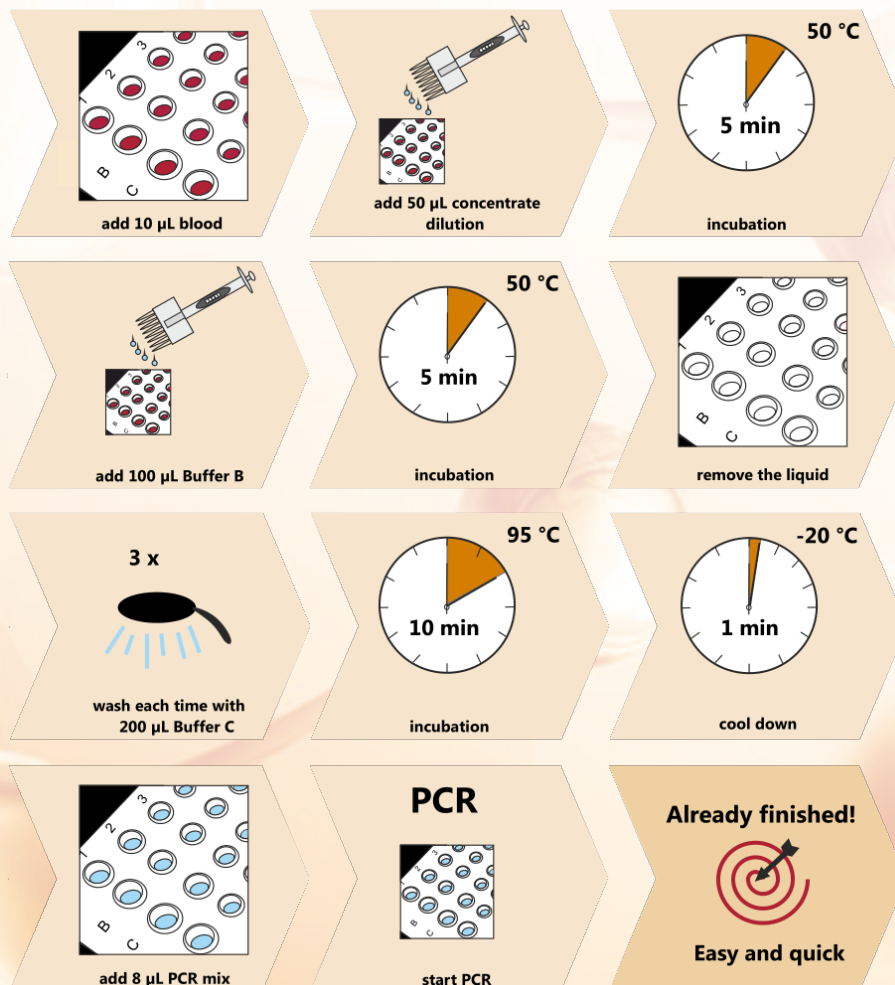 3
2
1
B
C
add 10 µL blood
add 50 µL concentrate
dilution
50 °C
5 min
incubation
add 100 µL Buffer B
50 °C
5 min
incubation
3
2
1
B
C
remove the liquid
3 x
wash each time with
200 µL Buffer C
95 °C
10 min
incubation
-20 °C
1 min
cool down
3
2
1
B
C
add 8 µL PCR mix
PCR
start PCR
Already finished!
Easy and quick